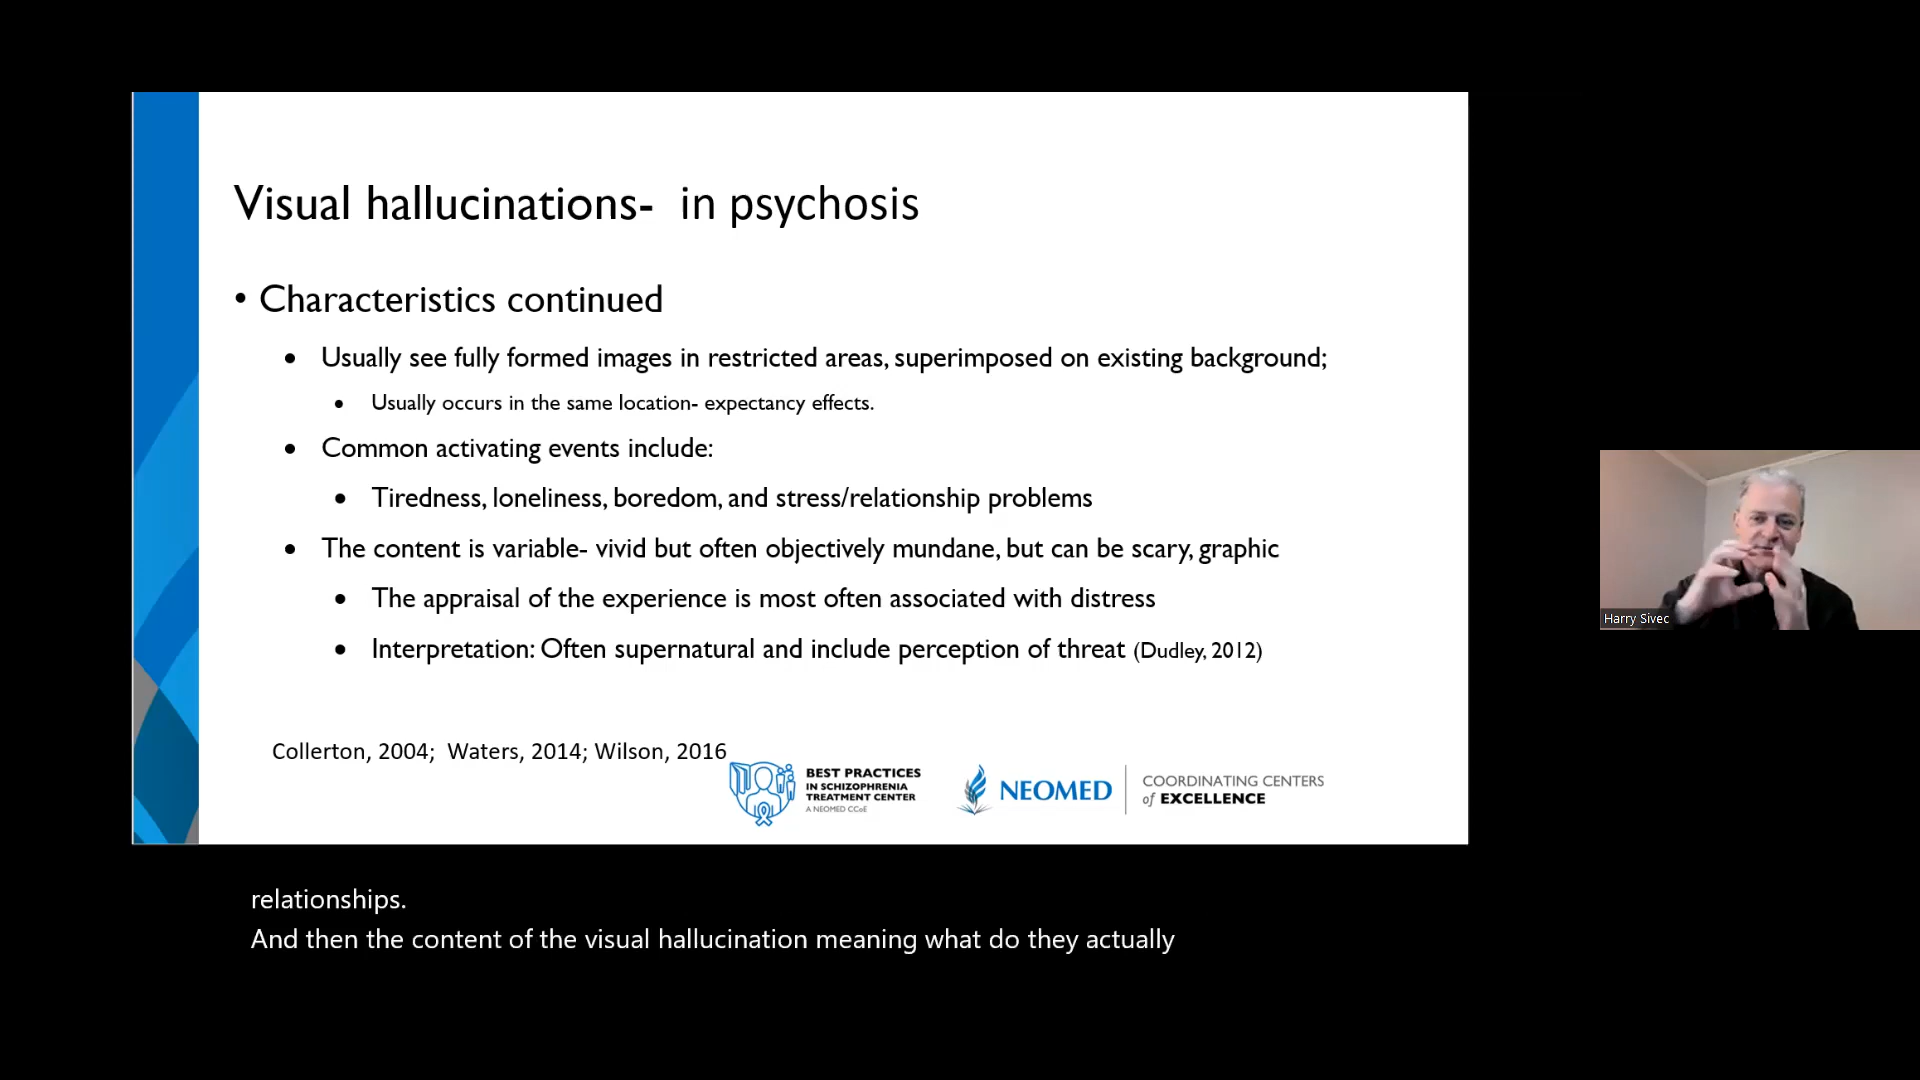 Visual hallucinations- in psychosis
• Characteristics continued
• Usually see fully formed images in restricted areas, superimposed on existing background;
• Usually occurs in the same location- expectancy effects.
• Common activating events include:
• Tiredness, loneliness, boredom, and stress/relationship problems
• The content is variable- vivid but often objectively mundane, but can be scary, graphic
• The appraisal of the experience is most often associated with distress
• Interpretation: Often supernatural and include perception of threat (Dudley, 2012)
Collerton, 2004; Waters, 2014; Wilson, 2016
BEST PRACTICES
IN SCHIZOPHRENIA
TREATMENT CENTER
A NEOMED CCoE
NEOMED
COORDINATING CENTERS
of EXCELLENCE
Harry Sivec
relationships.
And then the content of the visual hallucination meaning what do they actually